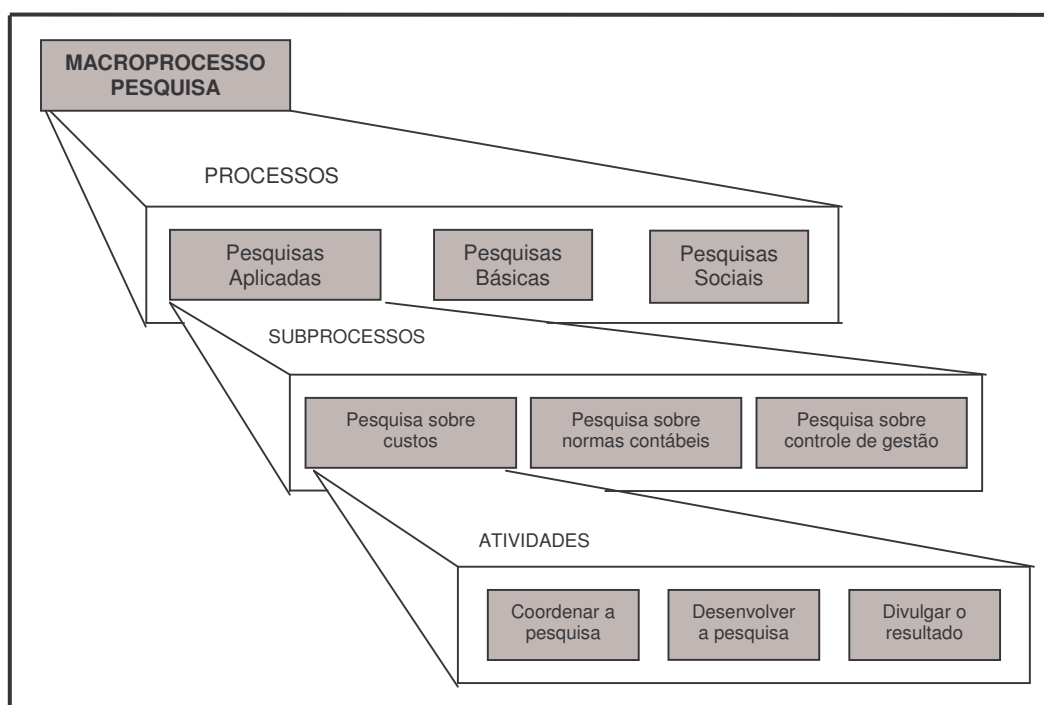 MACROPROCESSO
PESQUISA
PROCESSOS
Pesquisas
Aplicadas
Pesquisas
Básicas
Pesquisas
Sociais
SUBPROCESSOS
Pesquisa sobre
custos
Pesquisa sobre
normas contábeis
Pesquisa sobre
controle de gestão
ATIVIDADES
Coordenar a
pesquisa
Desenvolver
a pesquisa
Divulgar o
resultado